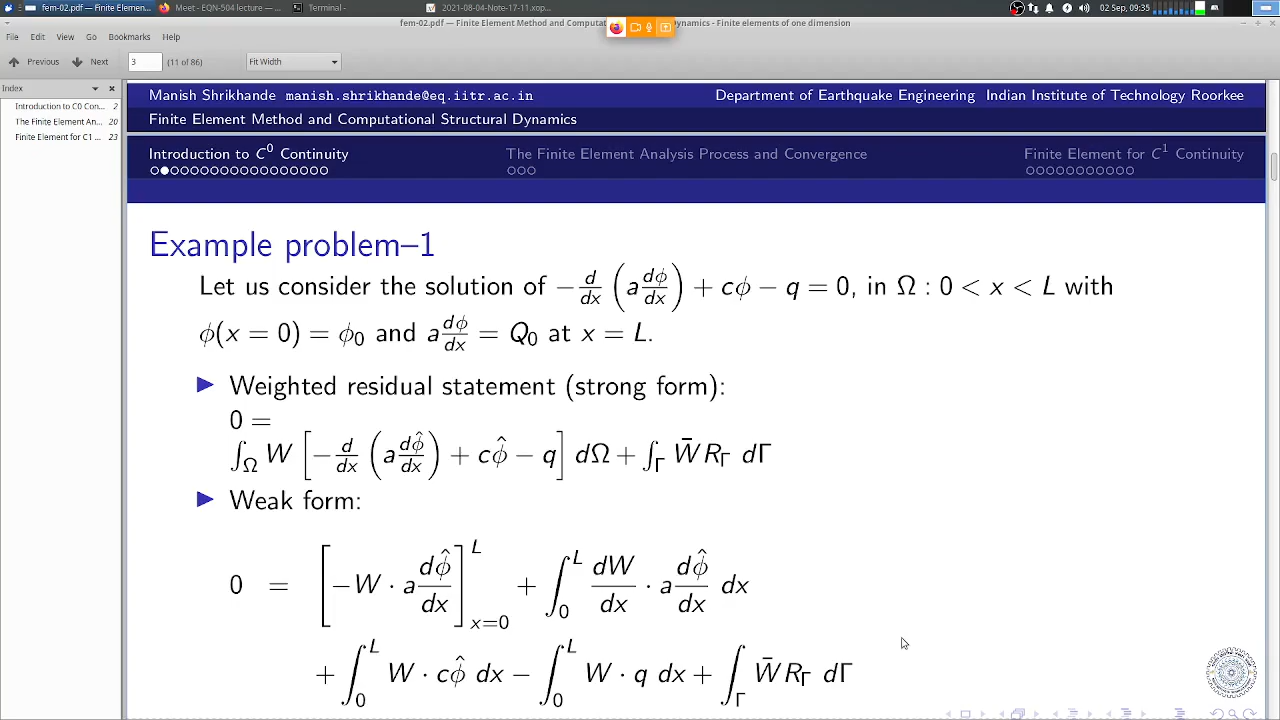 fem-02.pdf — Finite Elemen...
Meet - EQN-504 lecture — ...
Terminal -
2021-08-04-Note-17-11.xop...
02 Sep, 09:35
fem-02.pdf — Finite Element Method and Computat Dynamics - Finite elements of one dimension
File Edit View Go Bookmarks Help
Previous Next 3 (11 of 86) Fit Width
Index
Introduction to C0 Con... 2
The Finite Element An... 20
Finite Element for C1 ... 23
Manish Shrikhande manish.shrikhande@eq.iitr.ac.in Department of Earthquake Engineering Indian Institute of Technology Roorkee
Finite Element Method and Computational Structural Dynamics
Introduction to C⁰ Continuity The Finite Element Analysis Process and Convergence Finite Element for C¹ Continuity
Example problem–1
Let us consider the solution of −d/dx (a dφ/dx) + cφ − q = 0, in Ω : 0 < x < L with
φ(x = 0) = φ₀ and a dφ/dx = Q₀ at x = L.
Weighted residual statement (strong form):
0 =
∫_Ω W [−d/dx (a dφ̂/dx) + cφ̂ − q] dΩ + ∫_Γ W̄ R_Γ dΓ
Weak form:
0 = [−W · a dφ̂/dx]_{x=0}^{L} + ∫_0^L dW/dx · a dφ̂/dx dx
+ ∫_0^L W · cφ̂ dx − ∫_0^L W · q dx + ∫_Γ W̄ R_Γ dΓ